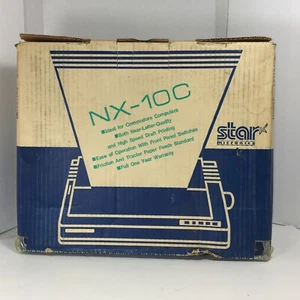 NX-10C
■Ideal for Commodore Computers
■Both Near-Letter-Quality
and High Speed Draft Printing
■Ease of Operation With Front Panel Switches
■Friction And Tractor Paper Feeds Standard
■Full One Year Warranty
star
MICRONICS